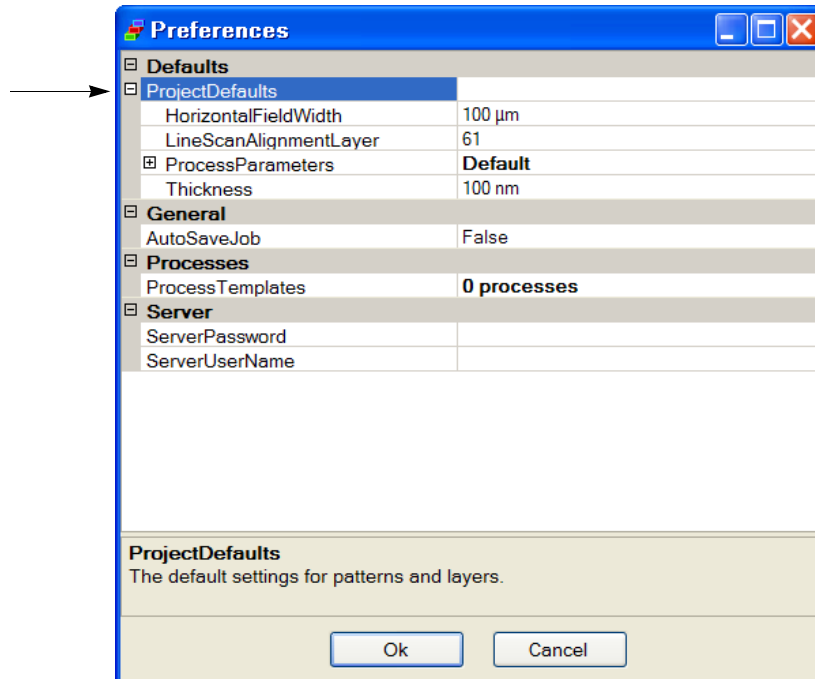 Preferences
Defaults
ProjectDefaults
HorizontalFieldWidth 100 µm
LineScanAlignmentLayer 61
ProcessParameters Default
Thickness 100 nm
General
AutoSaveJob False
Processes
ProcessTemplates 0 processes
Server
ServerPassword
ServerUserName
ProjectDefaults
The default settings for patterns and layers.
Ok Cancel